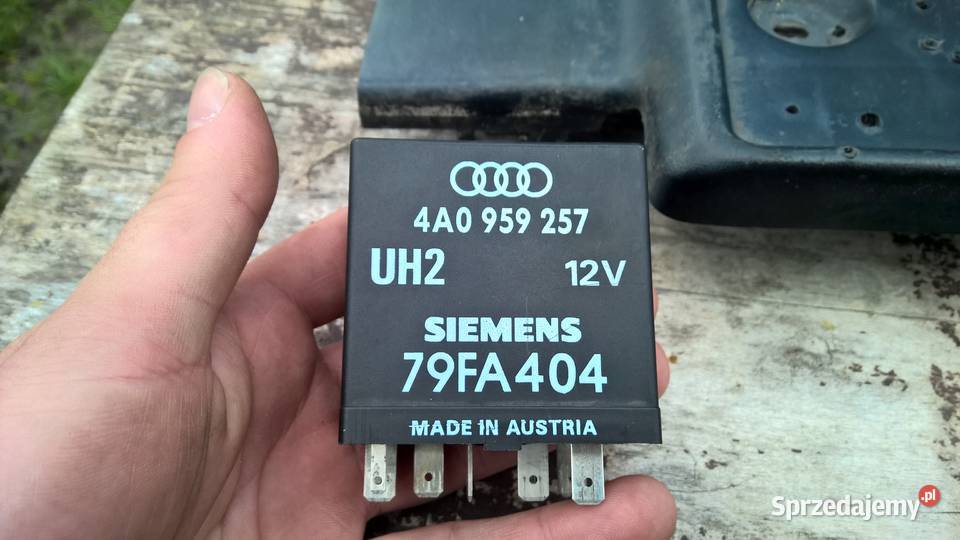 4A0 959 257
UH2 12V
SIEMENS
79FA404
MADE IN AUSTRIA
Sprzedajemy.pl